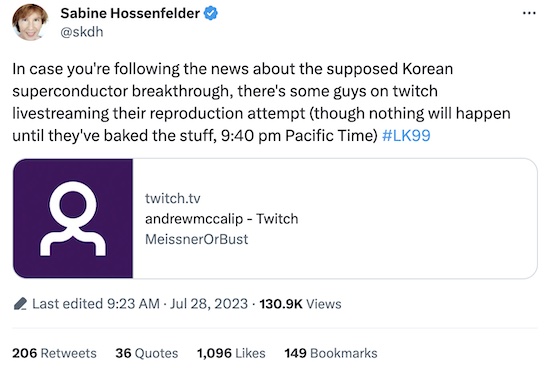 Sabine Hossenfelder
@skdh
In case you're following the news about the supposed Korean
superconductor breakthrough, there's some guys on twitch
livestreaming their reproduction attempt (though nothing will happen
until they've baked the stuff, 9:40 pm Pacific Time) #LK99
twitch.tv
andrewmccalip - Twitch
MeissnerOrBust
Last edited 9:23 AM · Jul 28, 2023 · 130.9K Views
206 Retweets 36 Quotes 1,096 Likes 149 Bookmarks